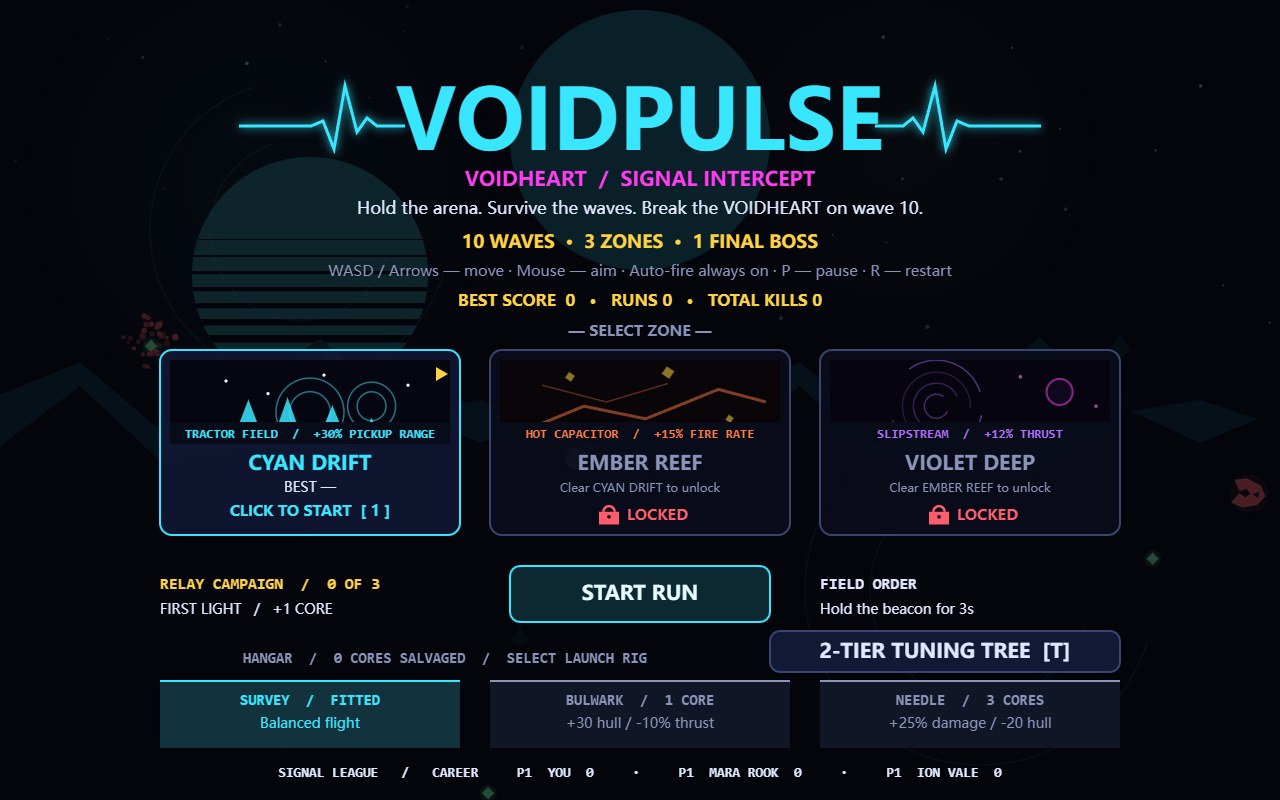 VOIDPULSE
VOIDHEART / SIGNAL INTERCEPT
Hold the arena. Survive the waves. Break the VOIDHEART on wave 10.
10 WAVES • 3 ZONES • 1 FINAL BOSS
WASD / Arrows — move · Mouse — aim · Auto-fire always on · P — pause · R — restart
BEST SCORE 0 • RUNS 0 • TOTAL KILLS 0
— SELECT ZONE —
TRACTOR FIELD / +30% PICKUP RANGE
CYAN DRIFT
BEST —
CLICK TO START [ 1 ]
HOT CAPACITOR / +15% FIRE RATE
EMBER REEF
Clear CYAN DRIFT to unlock
LOCKED
SLIPSTREAM / +12% THRUST
VIOLET DEEP
Clear EMBER REEF to unlock
LOCKED
RELAY CAMPAIGN / 0 OF 3
FIRST LIGHT / +1 CORE
START RUN
FIELD ORDER
Hold the beacon for 3s
HANGAR / 0 CORES SALVAGED / SELECT LAUNCH RIG
2-TIER TUNING TREE [T]
SURVEY / FITTED
Balanced flight
BULWARK / 1 CORE
+30 hull / -10% thrust
NEEDLE / 3 CORES
+25% damage / -20 hull
SIGNAL LEAGUE / CAREER P1 YOU 0 · P1 MARA ROOK 0 · P1 ION VALE 0